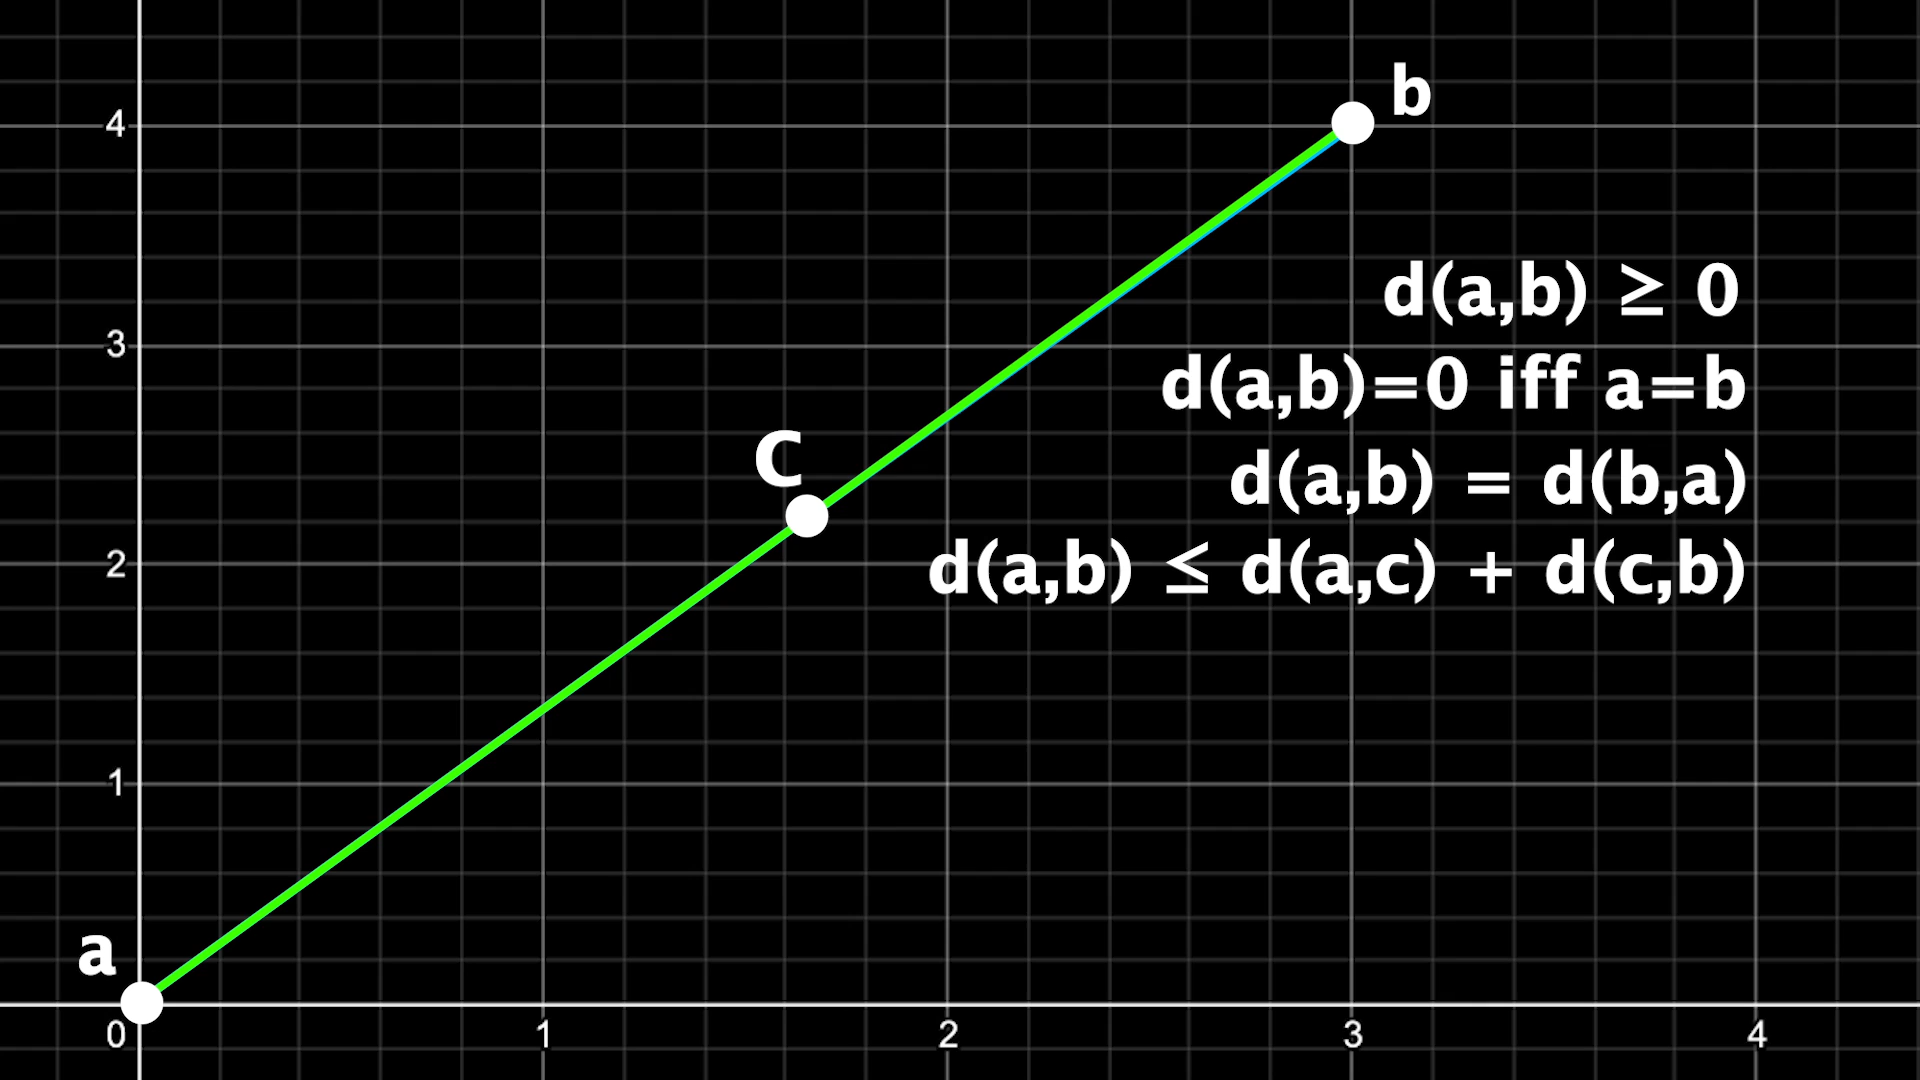 b
4
d(a,b) ≥ 0
3
d(a,b)=0 iff a=b
C
d(a,b) = d(b,a)
2
d(a,b) ≤ d(a,c) + d(c,b)
1
a
0 1 2 3 4